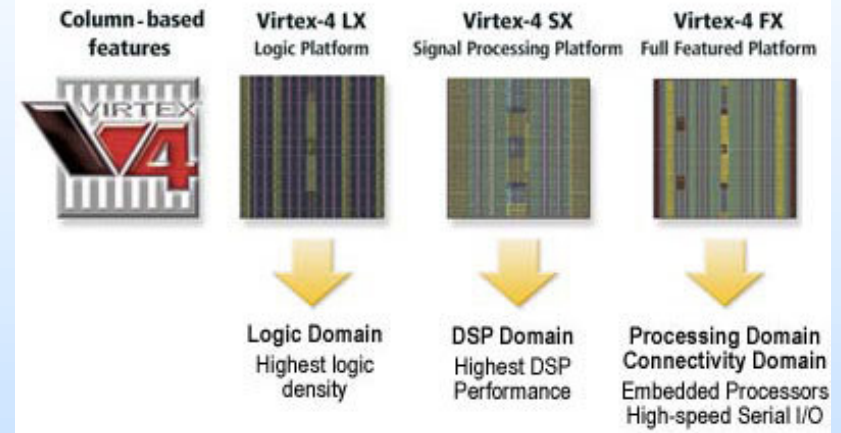 Column-based
features
VIRTEX
V4
Virtex-4 LX
Logic Platform
Virtex-4 SX
Signal Processing Platform
Virtex-4 FX
Full Featured Platform
Logic Domain
Highest logic
density
DSP Domain
Highest DSP
Performance
Processing Domain
Connectivity Domain
Embedded Processors
High-speed Serial I/O